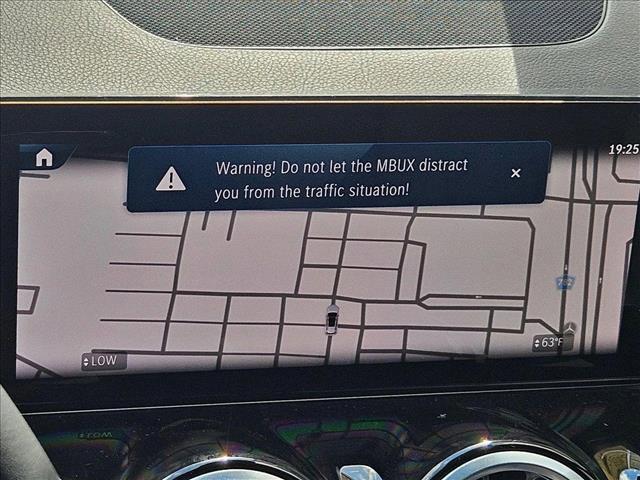 19:25
Warning! Do not let the MBUX distract
you from the traffic situation!
LOW
63°F